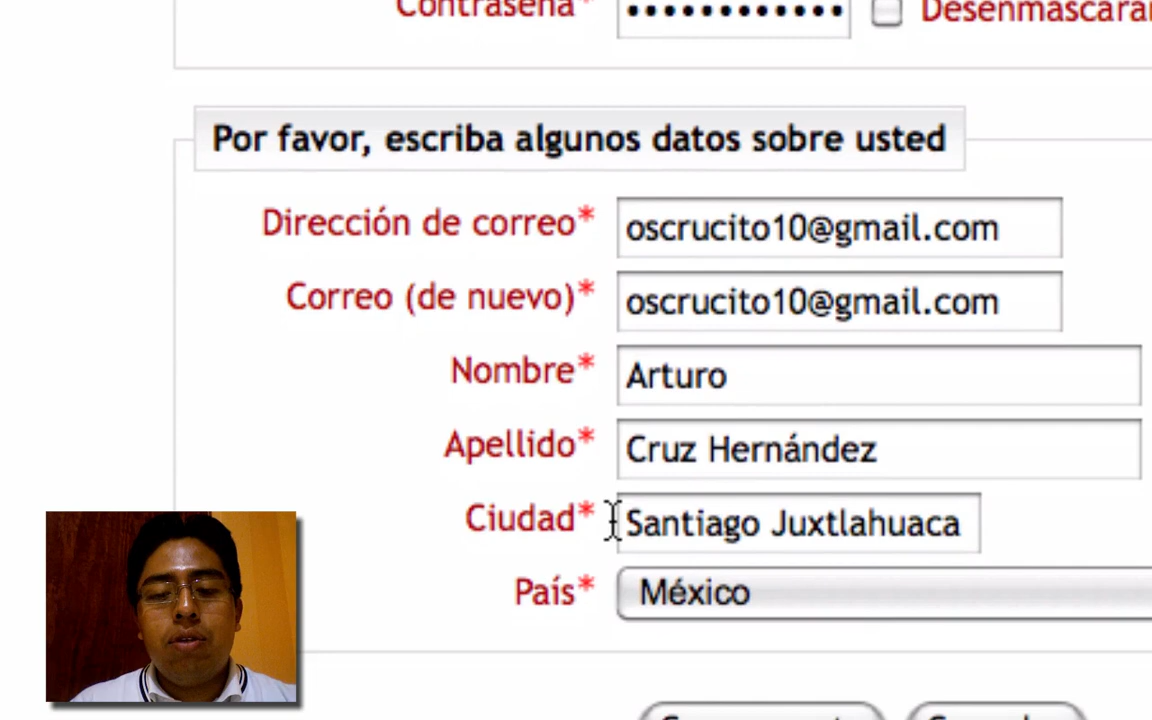 Contraseña*
Desenmascarar
Por favor, escriba algunos datos sobre usted
Dirección de correo* oscrucito10@gmail.com
Correo (de nuevo)* oscrucito10@gmail.com
Nombre* Arturo
Apellido* Cruz Hernández
Ciudad* Santiago Juxtlahuaca
País* México